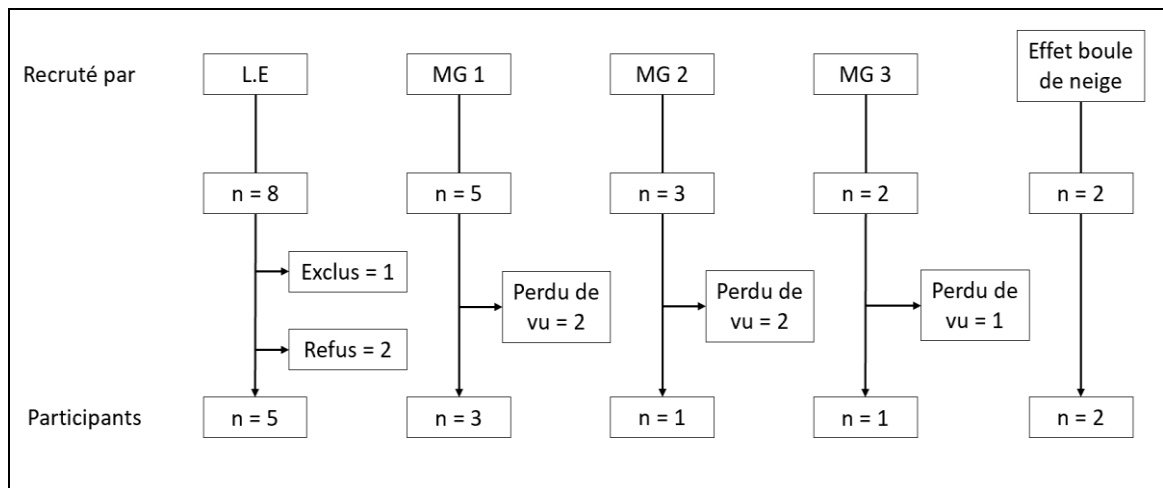 Recruté par
L.E
MG 1
MG 2
MG 3
Effet boule
de neige
n = 8
n = 5
n = 3
n = 2
n = 2
Exclus = 1
Refus = 2
Perdu de
vu = 2
Perdu de
vu = 2
Perdu de
vu = 1
Participants
n = 5
n = 3
n = 1
n = 1
n = 2